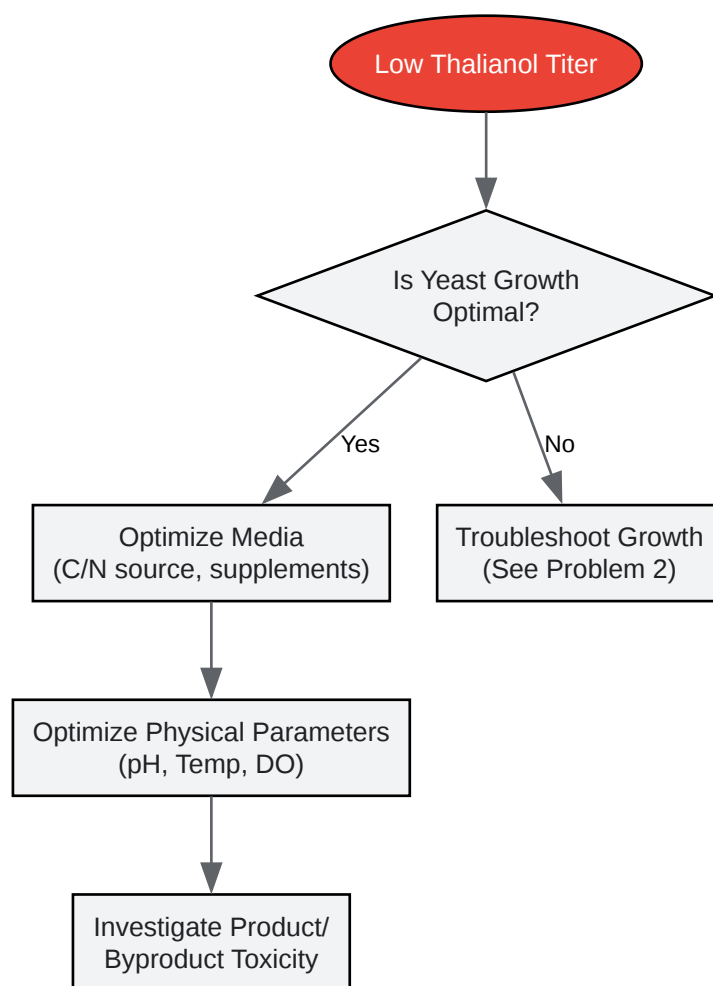 Low Thalianol Titer
Is Yeast Growth
Optimal?
Yes
No
Optimize Media
(C/N source, supplements)
Troubleshoot Growth
(See Problem 2)
Optimize Physical Parameters
(pH, Temp, DO)
Investigate Product/
Byproduct Toxicity